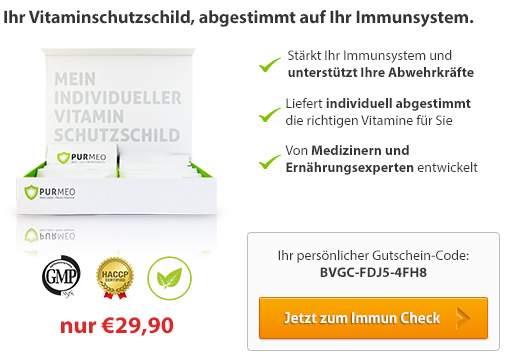 Ihr Vitaminschutzschild, abgestimmt auf Ihr Immunsystem.
MEIN
INDIVIDUELLER
VITAMIN
SCHUTZSCHILD
PURMEO
PURMEO
Stärkt Ihr Immunsystem und
unterstützt Ihre Abwehrkräfte
Liefert individuell abgestimmt
die richtigen Vitamine für Sie
Von Medizinern und
Ernährungsexperten entwickelt
GMP
HACCP
CERTIFIED
nur €29,90
Ihr persönlicher Gutschein-Code:
BVGC-FDJ5-4FH8
Jetzt zum Immun Check